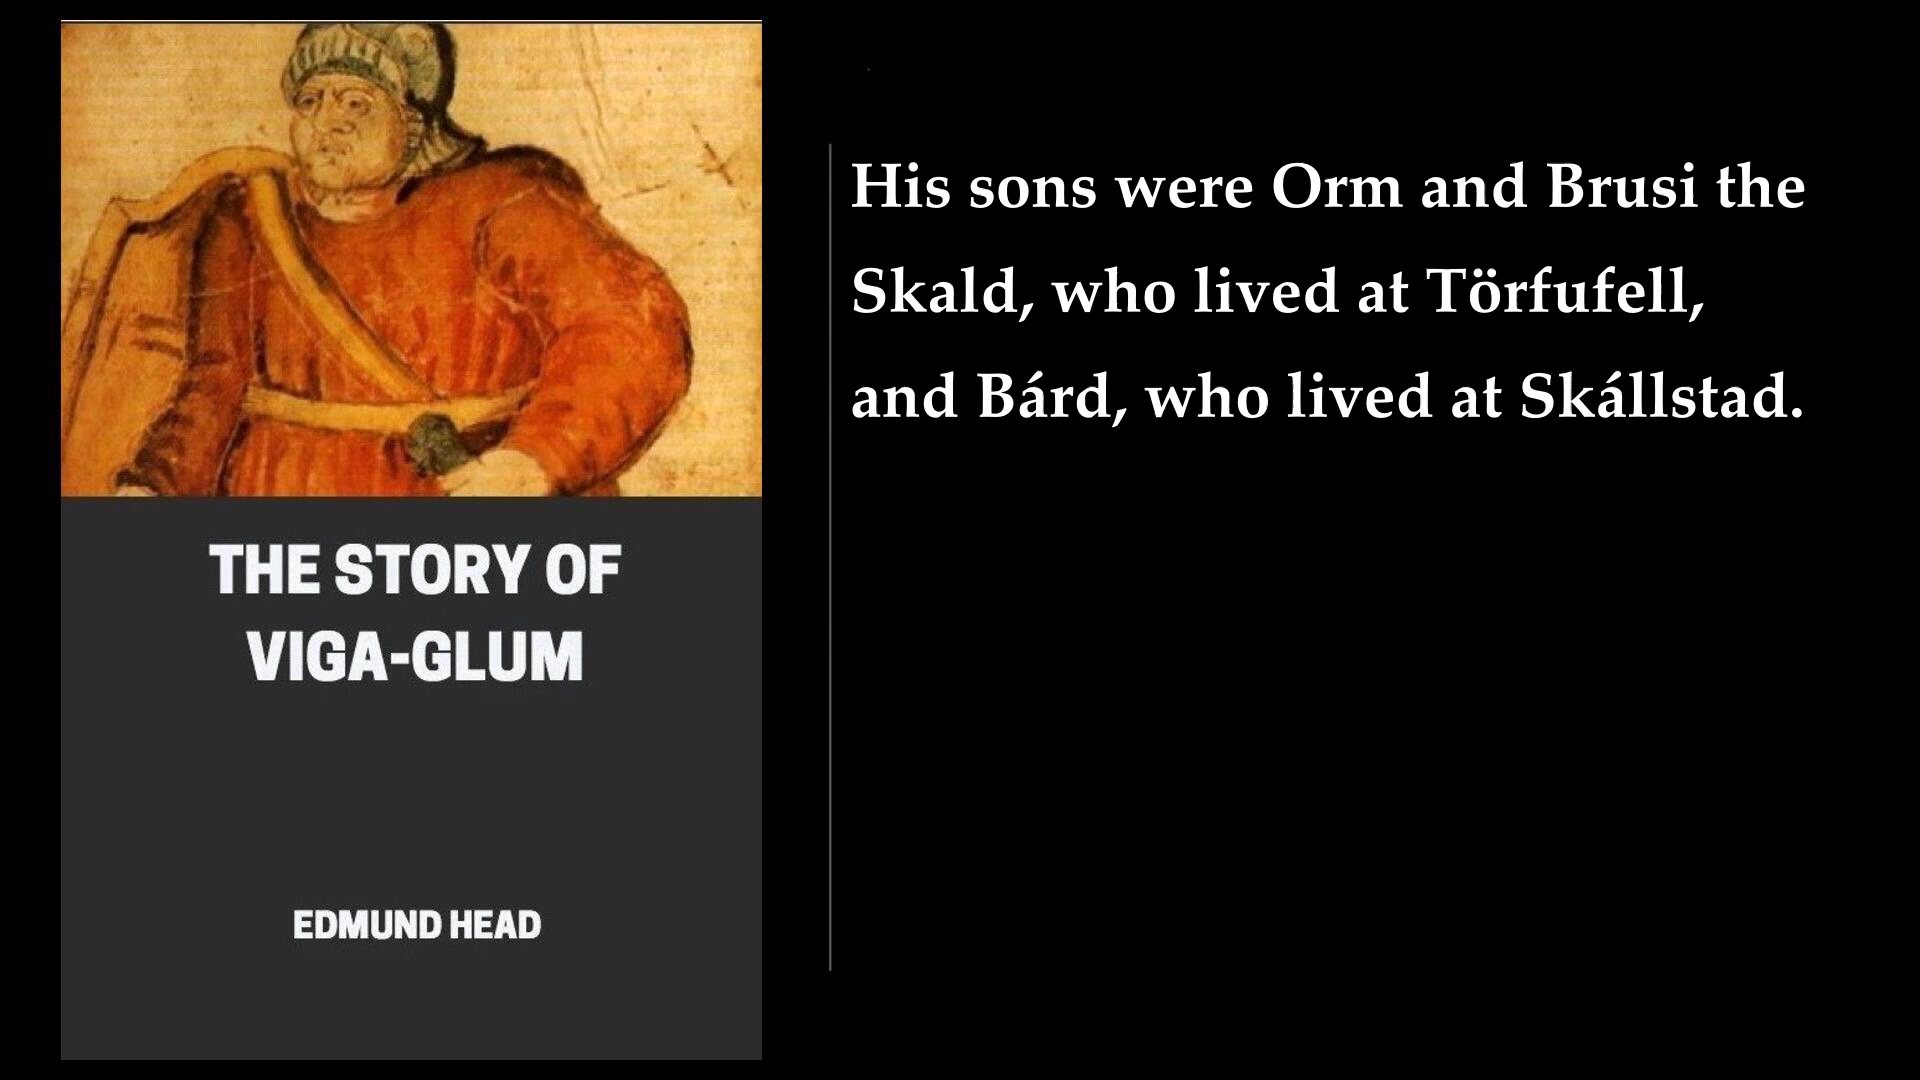 His sons were Orm and Brusi the
Skald, who lived at Törfufell,
and Bárd, who lived at Skállstad.
THE STORY OF
VIGA-GLUM
EDMUND HEAD